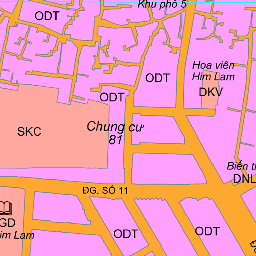 Khu phố 5
ODT
Hoa viên
Him Lam
ODT
DKV
ODT
Chung cư
81
SKC
Biển t
DNL
ĐG. SỐ 11
GD
Him Lam
ODT
ODT